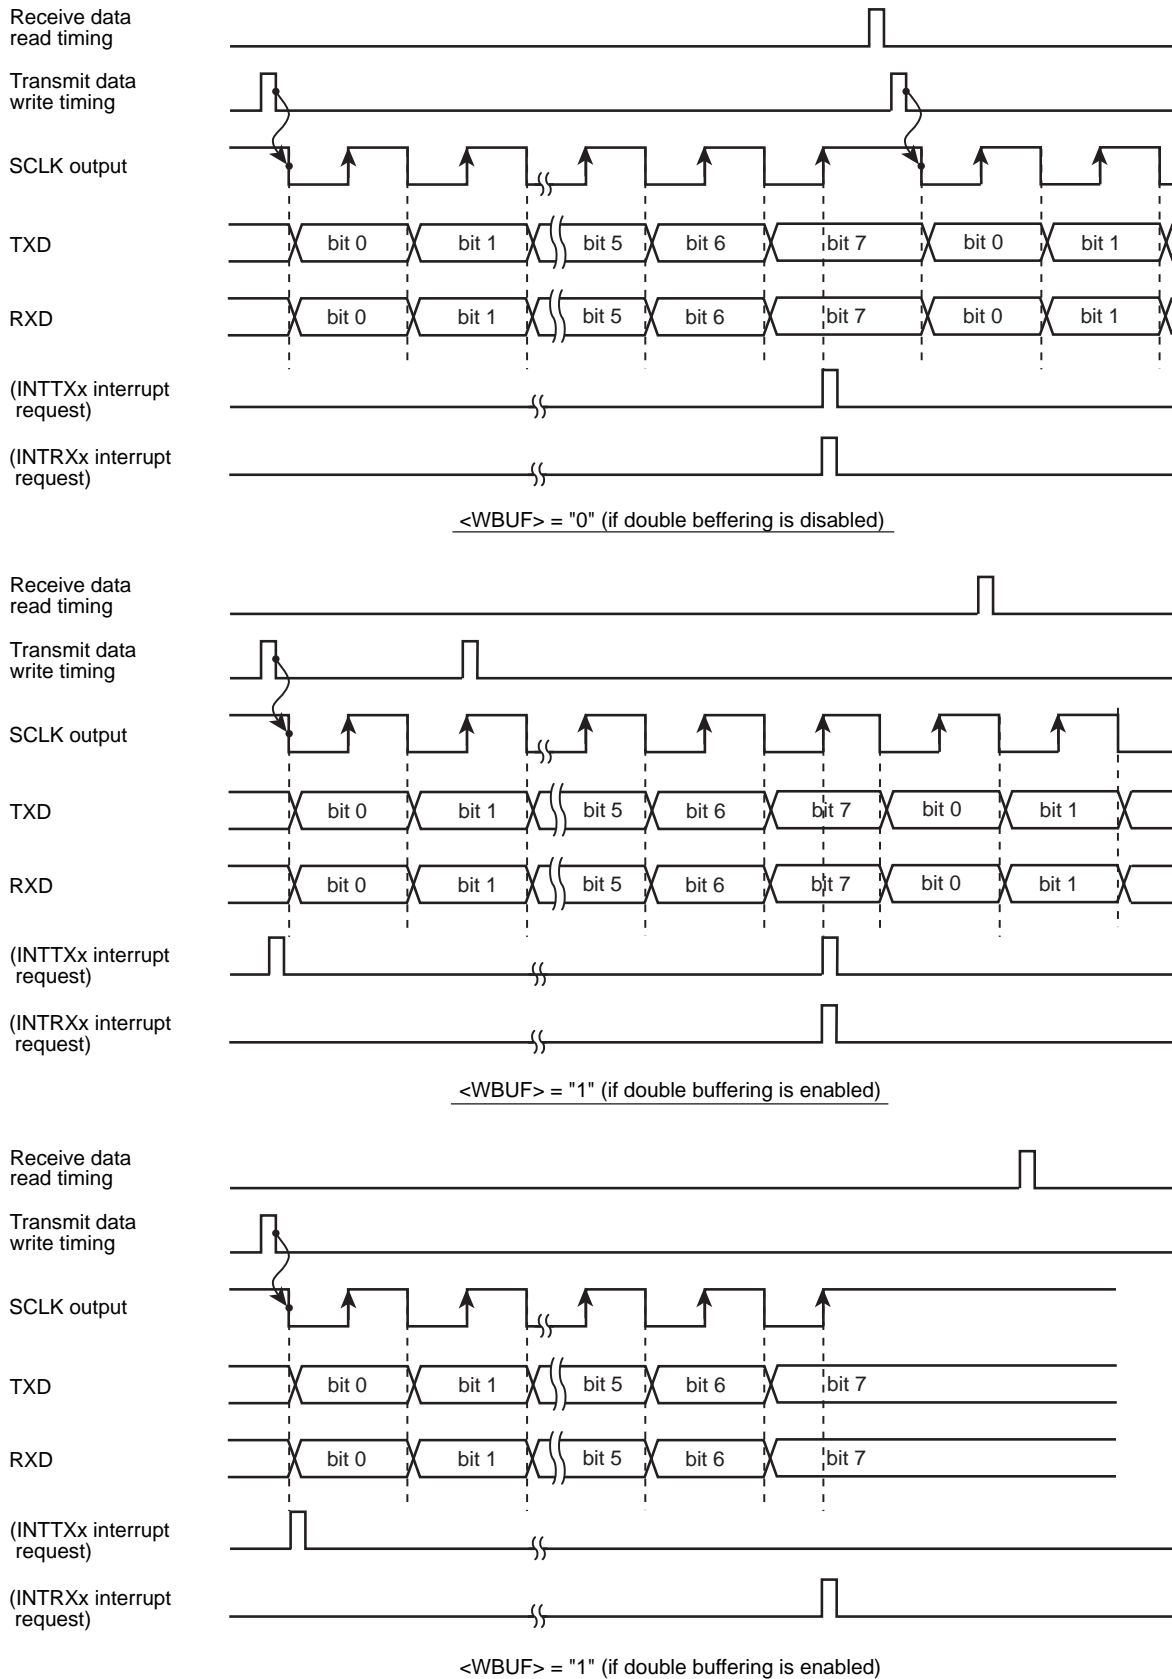 Receive data
read timing
Transmit data
write timing
SCLK output
TXD
bit 0 bit 1 bit 5 bit 6 bit 7 bit 0 bit 1
RXD
bit 0 bit 1 bit 5 bit 6 bit 7 bit 0 bit 1
(INTTXx interrupt
request)
(INTRXx interrupt
request)
<WBUF> = "0" (if double beffering is disabled)
Receive data
read timing
Transmit data
write timing
SCLK output
TXD
bit 0 bit 1 bit 5 bit 6 bit 7 bit 0 bit 1
RXD
bit 0 bit 1 bit 5 bit 6 bit 7 bit 0 bit 1
(INTTXx interrupt
request)
(INTRXx interrupt
request)
<WBUF> = "1" (if double buffering is enabled)
Receive data
read timing
Transmit data
write timing
SCLK output
TXD
bit 0 bit 1 bit 5 bit 6 bit 7
RXD
bit 0 bit 1 bit 5 bit 6 bit 7
(INTTXx interrupt
request)
(INTRXx interrupt
request)
<WBUF> = "1" (if double buffering is enabled)